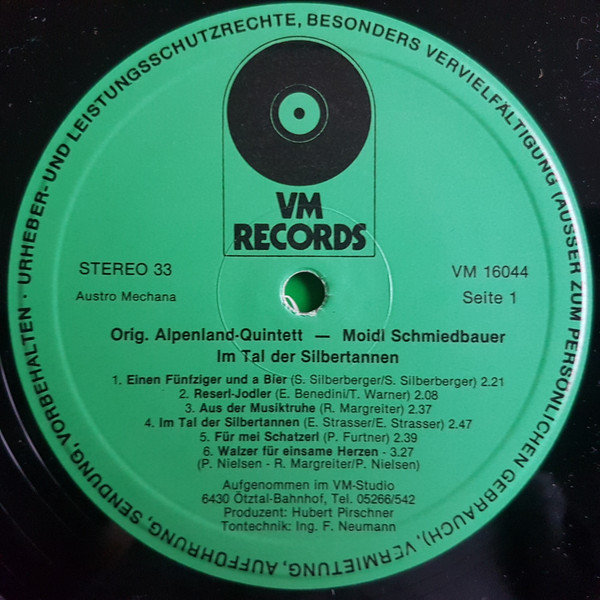 URHEBER- UND LEISTUNGSSCHUTZRECHTE, BESONDERS VERVIELFÄLTIGUNG (AUSSER ZUM PERSÖNLICHEN GEBRAUCH), VERMIETUNG, AUFFÜHRUNG, SENDUNG, VORBEHALTEN ·
VM
RECORDS
STEREO 33
VM 16044
Austro Mechana
Seite 1
Orig. Alpenland-Quintett — Moidl Schmiedbauer
Im Tal der Silbertannen
1. Einen Fünfziger und a Bier (S. Silberberger/S. Silberberger) 2.21
2. Reserl-Jodler (E. Benedini/T. Warner) 2.08
3. Aus der Musiktruhe (R. Margreiter) 2.37
4. Im Tal der Silbertannen (E. Strasser/E. Strasser) 2.47
5. Für mei Schatzerl (P. Furtner) 2.39
6. Walzer für einsame Herzen - 3.27
(P. Nielsen - R. Margreiter/P. Nielsen)
Aufgenommen im VM-Studio
6430 Ötztal-Bahnhof, Tel. 05266/542
Produzent: Hubert Pirschner
Tontechnik: Ing. F. Neumann